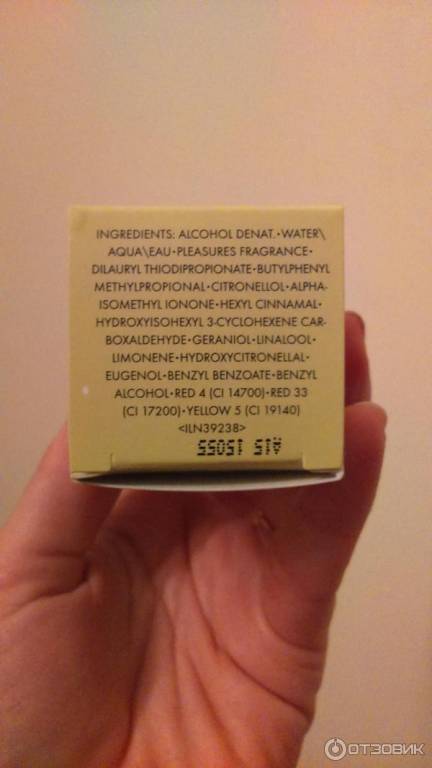 INGREDIENTS: ALCOHOL DENAT.•WATER\
AQUA\EAU•PLEASURES FRAGRANCE•
DILAURYL THIODIPROPIONATE•BUTYLPHENYL
METHYLPROPIONAL•CITRONELLOL•ALPHA-
ISOMETHYL IONONE•HEXYL CINNAMAL•
HYDROXYISOHEXYL 3-CYCLOHEXENE CAR-
BOXALDEHYDE•GERANIOL•LINALOOL•
LIMONENE•HYDROXYCITRONELLAL•
EUGENOL•BENZYL BENZOATE•BENZYL
ALCOHOL•RED 4 (CI 14700)•RED 33
(CI 17200)•YELLOW 5 (CI 19140)
<ILN39238>
A15 15055
ОТЗОВИК